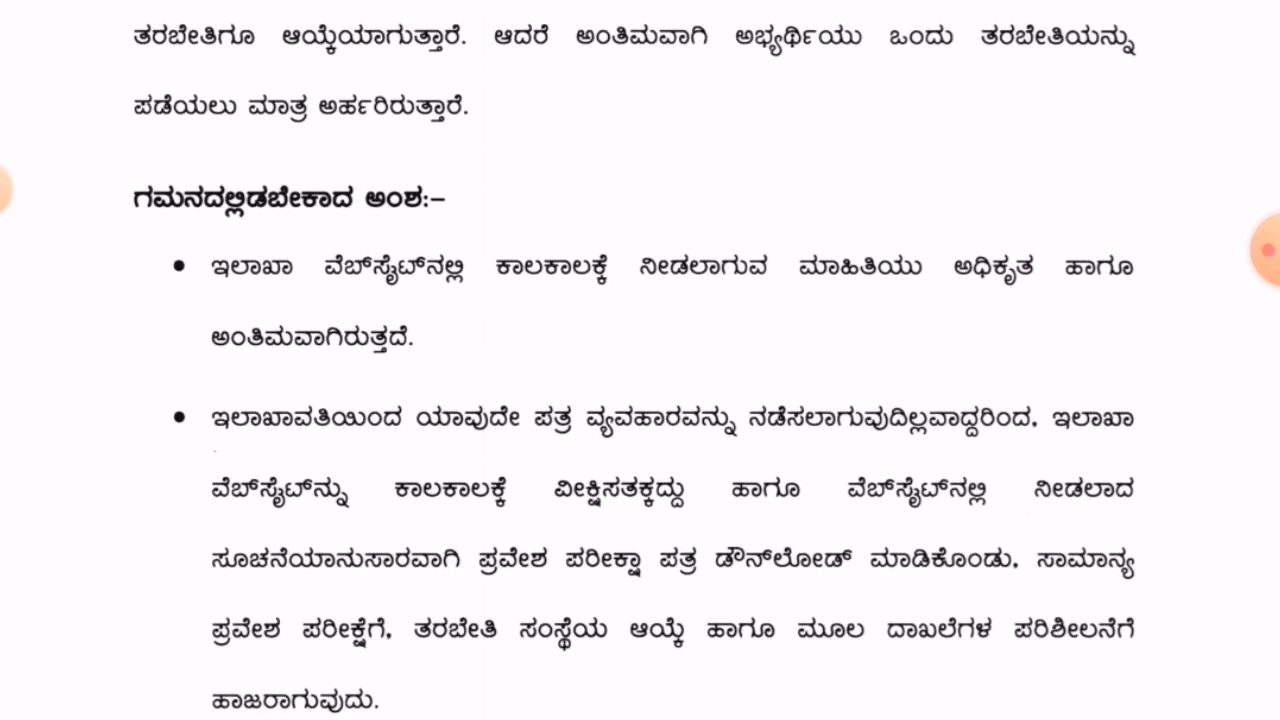 ತರಬೇತಿಗೂ ಆಯ್ಕೆಯಾಗುತ್ತಾರೆ. ಆದರೆ ಅಂತಿಮವಾಗಿ ಅಭ್ಯರ್ಥಿಯು ಒಂದು ತರಬೇತಿಯನ್ನು
ಪಡೆಯಲು ಮಾತ್ರ ಅರ್ಹರಿರುತ್ತಾರೆ.
ಗಮನದಲ್ಲಿಡಬೇಕಾದ ಅಂಶ:–
• ಇಲಾಖಾ ವೆಬ್‌ಸೈಟ್‌ನಲ್ಲಿ ಕಾಲಕಾಲಕ್ಕೆ ನೀಡಲಾಗುವ ಮಾಹಿತಿಯು ಅಧಿಕೃತ ಹಾಗೂ
ಅಂತಿಮವಾಗಿರುತ್ತದೆ.
• ಇಲಾಖಾವತಿಯಿಂದ ಯಾವುದೇ ಪತ್ರ ವ್ಯವಹಾರವನ್ನು ನಡೆಸಲಾಗುವುದಿಲ್ಲವಾದ್ದರಿಂದ, ಇಲಾಖಾ
ವೆಬ್‌ಸೈಟ್‌ನ್ನು ಕಾಲಕಾಲಕ್ಕೆ ವೀಕ್ಷಿಸತಕ್ಕದ್ದು ಹಾಗೂ ವೆಬ್‌ಸೈಟ್‌ನಲ್ಲಿ ನೀಡಲಾದ
ಸೂಚನೆಯಾನುಸಾರವಾಗಿ ಪ್ರವೇಶ ಪರೀಕ್ಷಾ ಪತ್ರ ಡೌನ್‌ಲೋಡ್ ಮಾಡಿಕೊಂಡು, ಸಾಮಾನ್ಯ
ಪ್ರವೇಶ ಪರೀಕ್ಷೆಗೆ, ತರಬೇತಿ ಸಂಸ್ಥೆಯ ಆಯ್ಕೆ ಹಾಗೂ ಮೂಲ ದಾಖಲೆಗಳ ಪರಿಶೀಲನೆಗೆ
ಹಾಜರಾಗುವುದು.